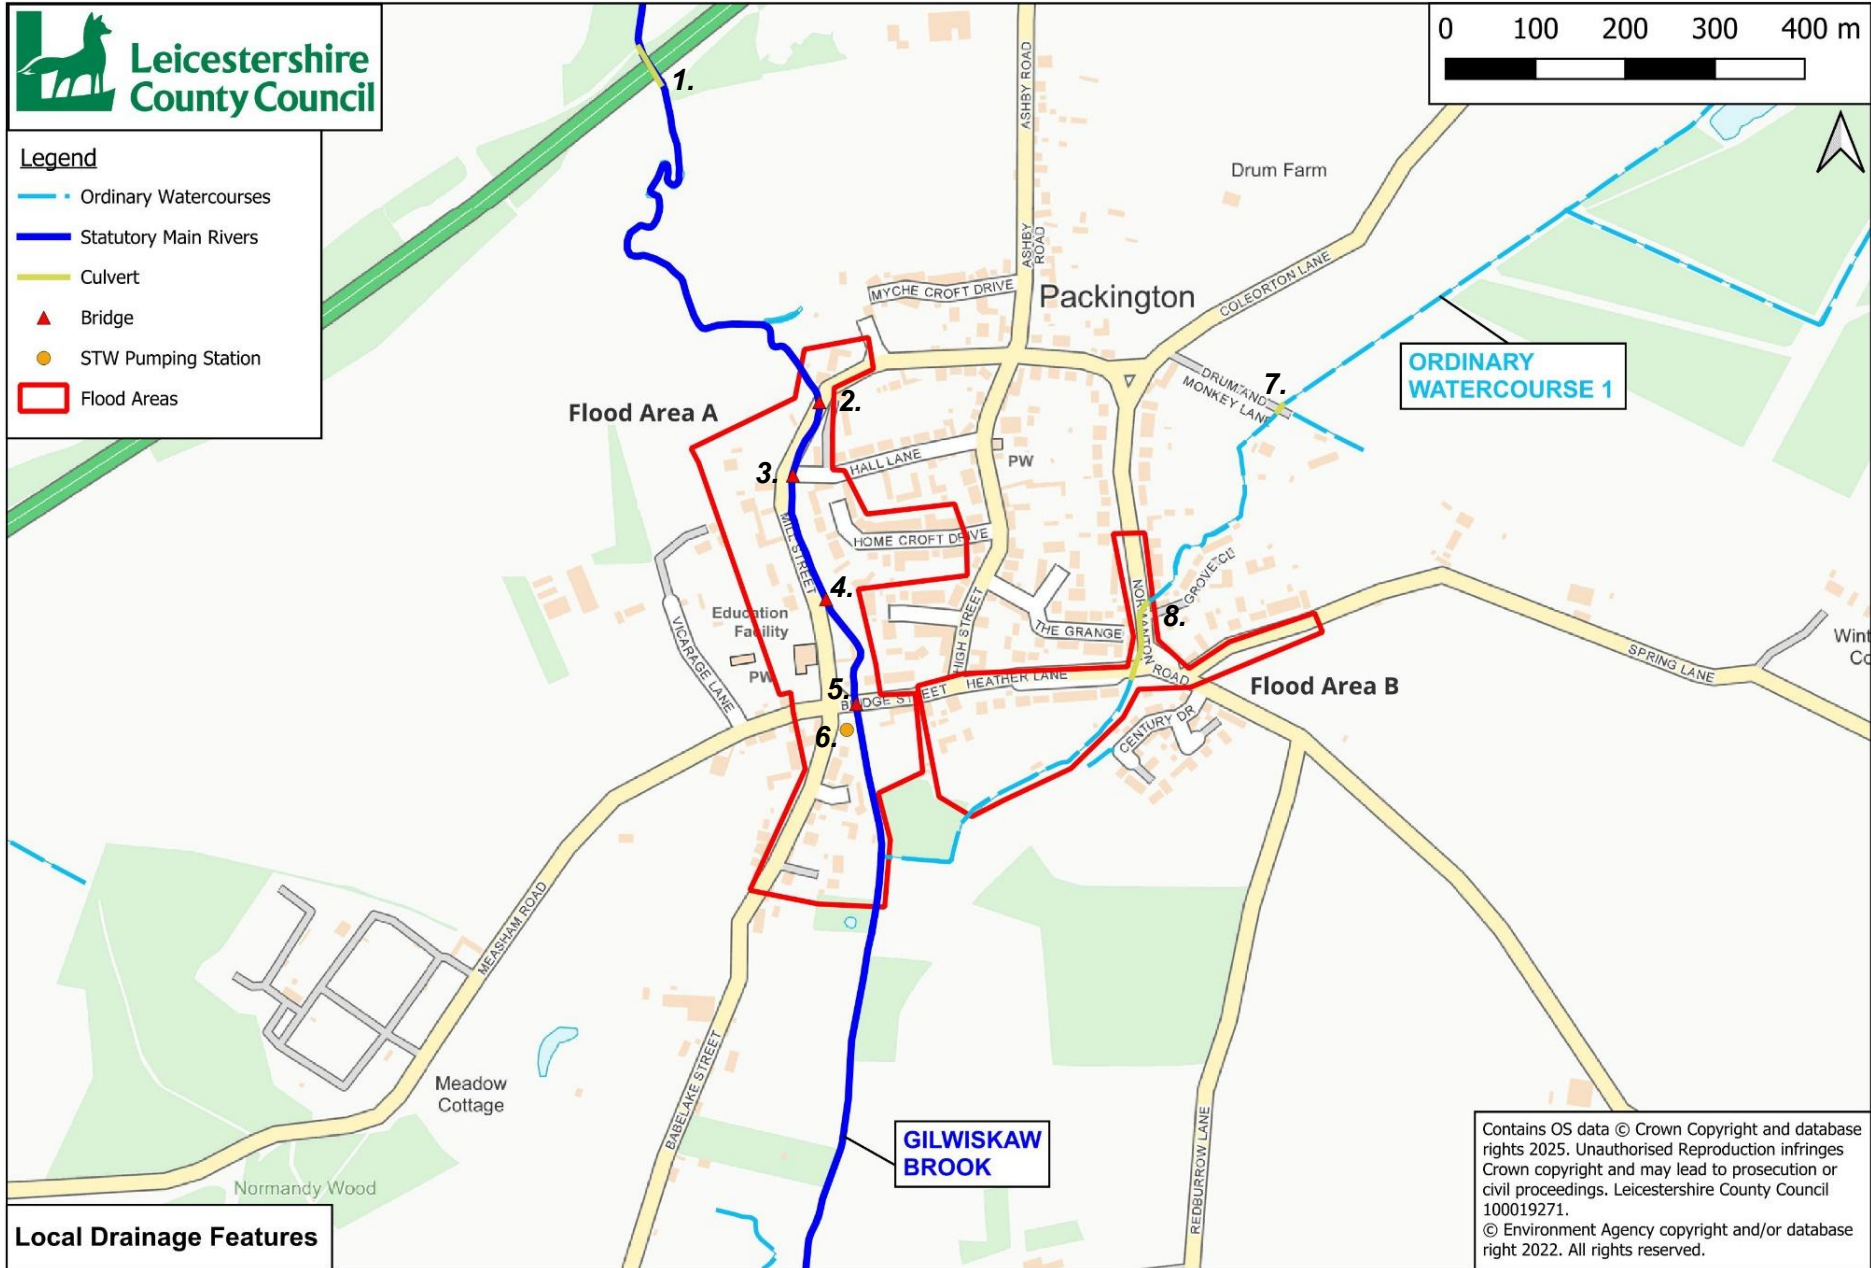 Leicestershire
County Council
Legend
Ordinary Watercourses
Statutory Main Rivers
Culvert
Bridge
STW Pumping Station
Flood Areas
0 100 200 300 400 m
1.
ASHBY ROAD
Drum Farm
ASHBY
ROAD
MYCHE CROFT DRIVE
Packington
COLEORTON LANE
ORDINARY
WATERCOURSE 1
DRUM AND
MONKEY LANE
7.
Flood Area A
2.
HALL LANE
PW
3.
MILL STREET
HOME CROFT DRIVE
4.
Education
Facility
PW
VICARAGE LANE
HIGH STREET
THE GRANGE
NORMANTON ROAD
GROVE CL
8.
5.
BRIDGE STREET
HEATHER LANE
Flood Area B
SPRING LANE
6.
CENTURY DR
MEASHAM ROAD
Meadow
Cottage
BABELAKE STREET
Normandy Wood
GILWISKAW
BROOK
REDBURROW LANE
Local Drainage Features
Contains OS data © Crown Copyright and database
rights 2025. Unauthorised Reproduction infringes
Crown copyright and may lead to prosecution or
civil proceedings. Leicestershire County Council
100019271.
© Environment Agency copyright and/or database
right 2022. All rights reserved.